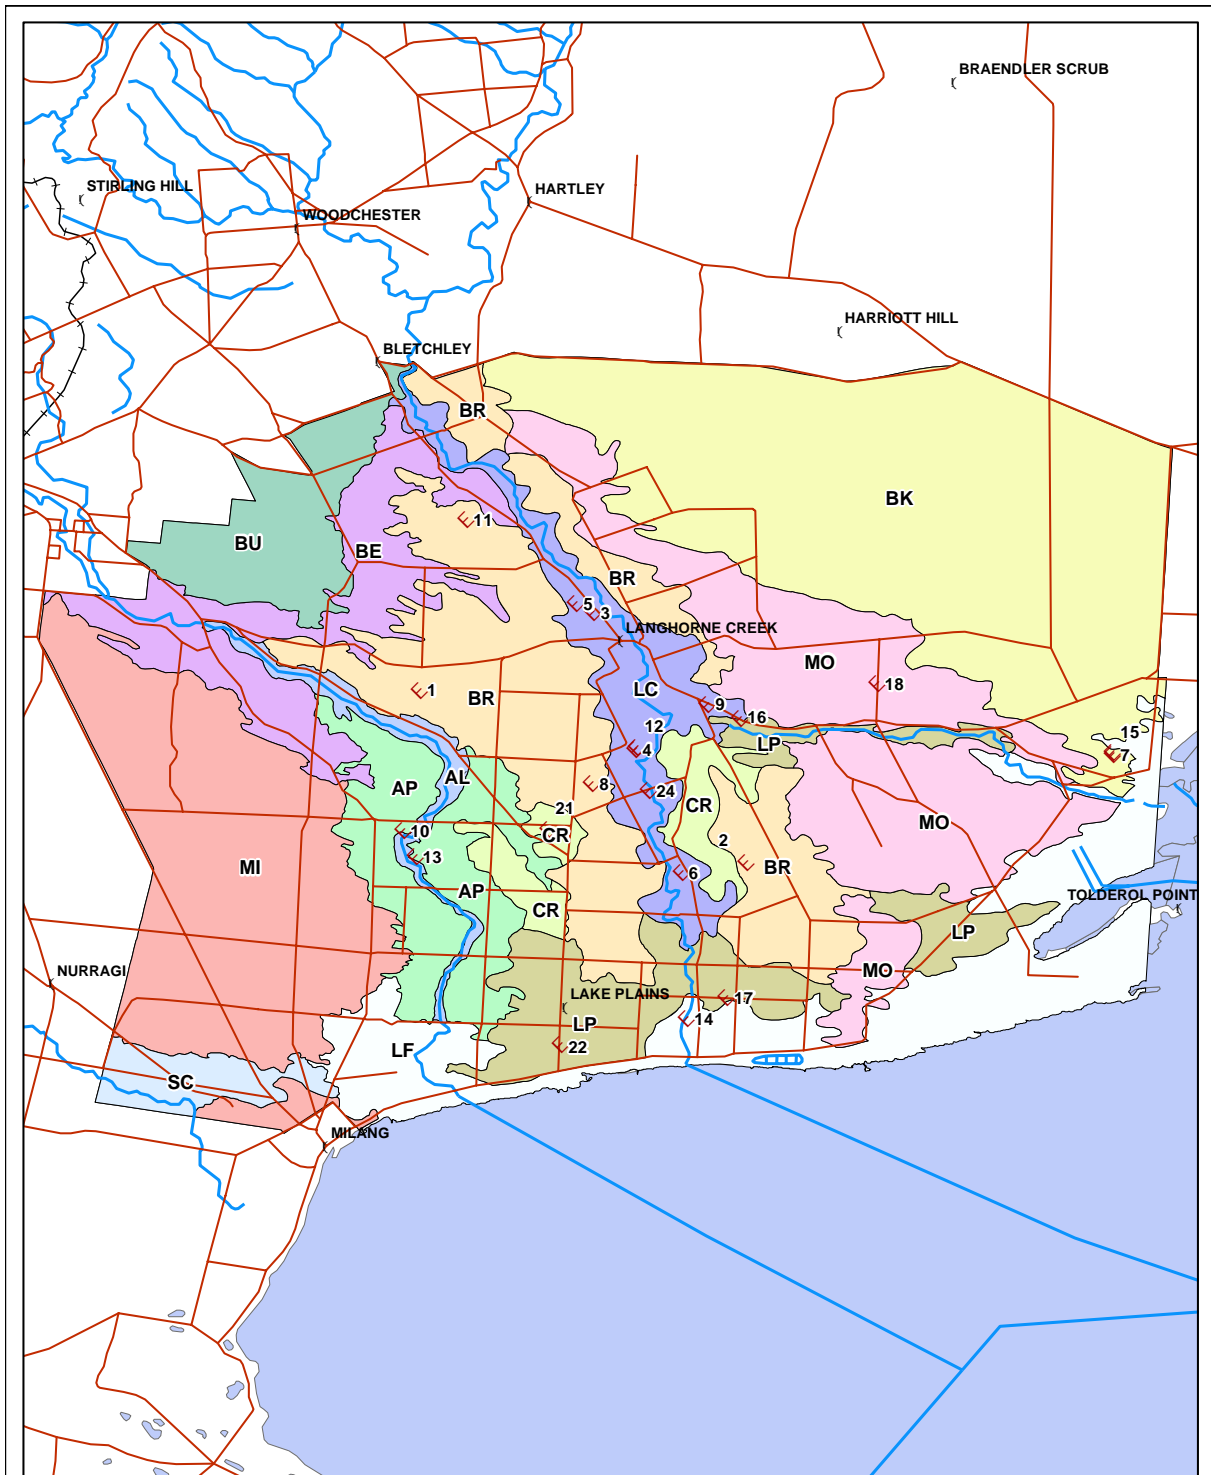 BRAENDLER SCRUB
STIRLING HILL
HARTLEY
WOODCHESTER
HARRIOTT HILL
BLETCHLEY
BR
BK
11
BU
BE
BR
5
3
LANGHORNE CREEK
MO
18
1
BR
LC
9
16
12
15
4
LP
7
AL
AP
8
24
21
CR
MO
10
CR
2
13
MI
BR
6
AP
TOLDEROL POINT
CR
LP
MO
NURRAGI
LAKE PLAINS
17
LP
14
LF
22
SC
MILANG